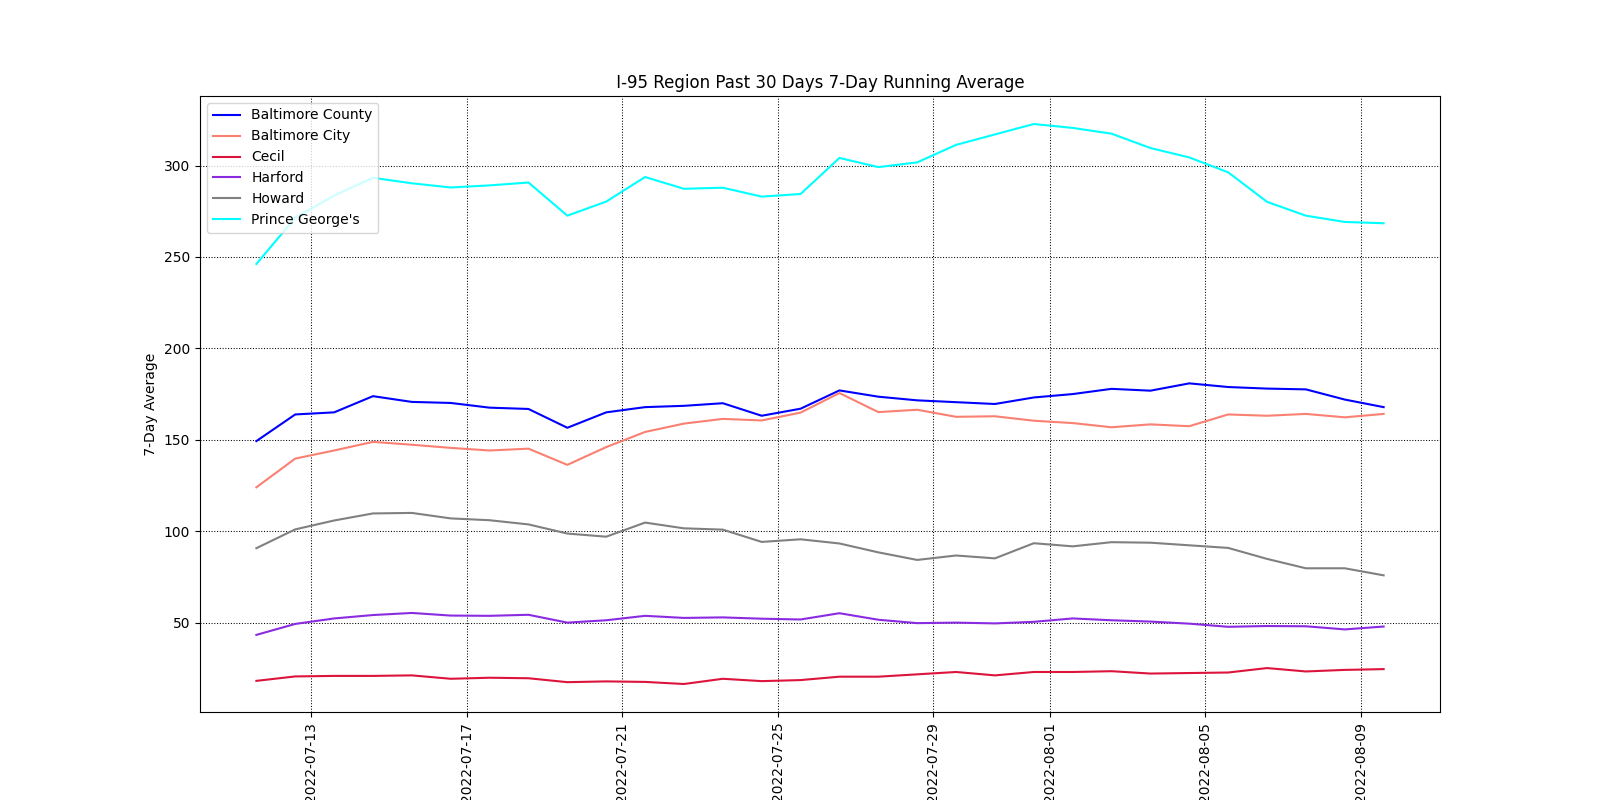 I-95 Region Past 30 Days 7-Day Running Average
Baltimore County
Baltimore City
Cecil
Harford
Howard
Prince George's
7-Day Average
300
250
200
150
100
50
2022-07-13
2022-07-17
2022-07-21
2022-07-25
2022-07-29
2022-08-01
2022-08-05
2022-08-09